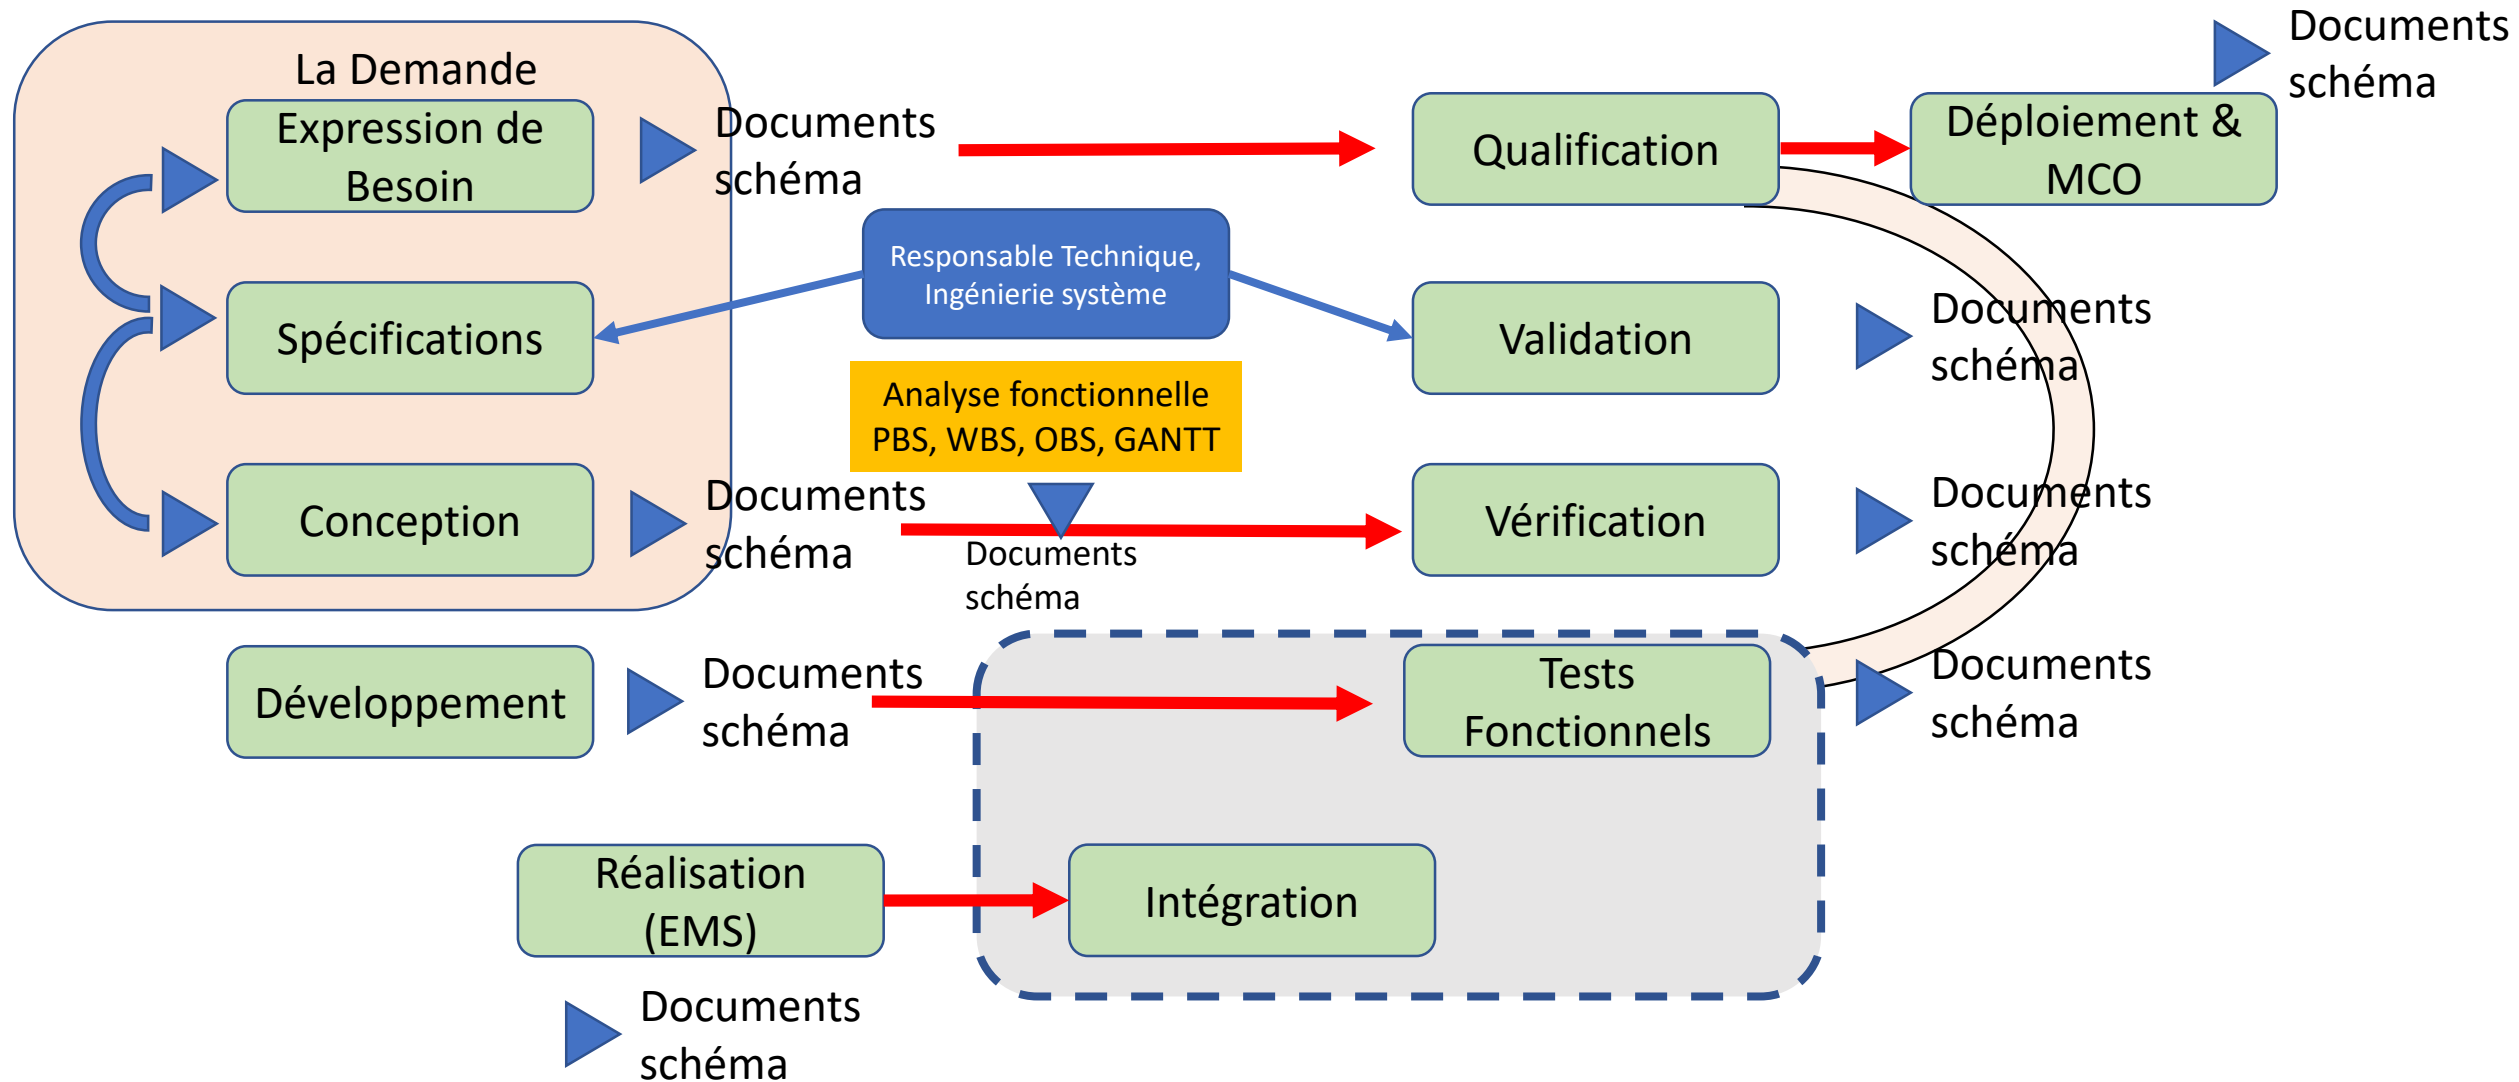 La Demande
Expression de
Besoin
Documents
schéma
Qualification
Déploiement &
MCO
Documents
schéma
Responsable Technique,
Ingénierie système
Spécifications
Validation
Documents
schéma
Analyse fonctionnelle
PBS, WBS, OBS, GANTT
Conception
Documents
schéma
Documents
schéma
Vérification
Documents
schéma
Développement
Documents
schéma
Tests
Fonctionnels
Documents
schéma
Réalisation
(EMS)
Intégration
Documents
schéma